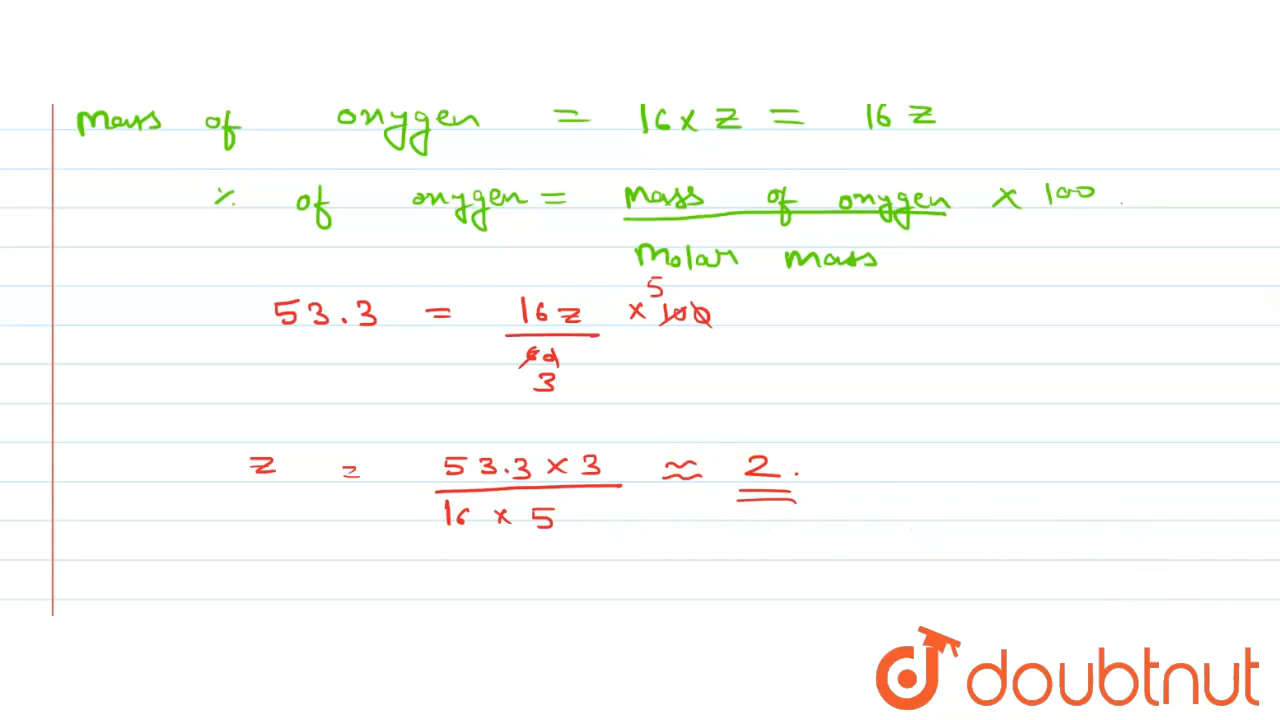 Mass of oxygen = 16 x z = 16 z
% of oxygen = Mass of oxygen x 100
Molar mass
53.3 = 16 z x 100 5
60
3
z = 53.3 x 3 ≈ 2.
16 x 5
doubtnut